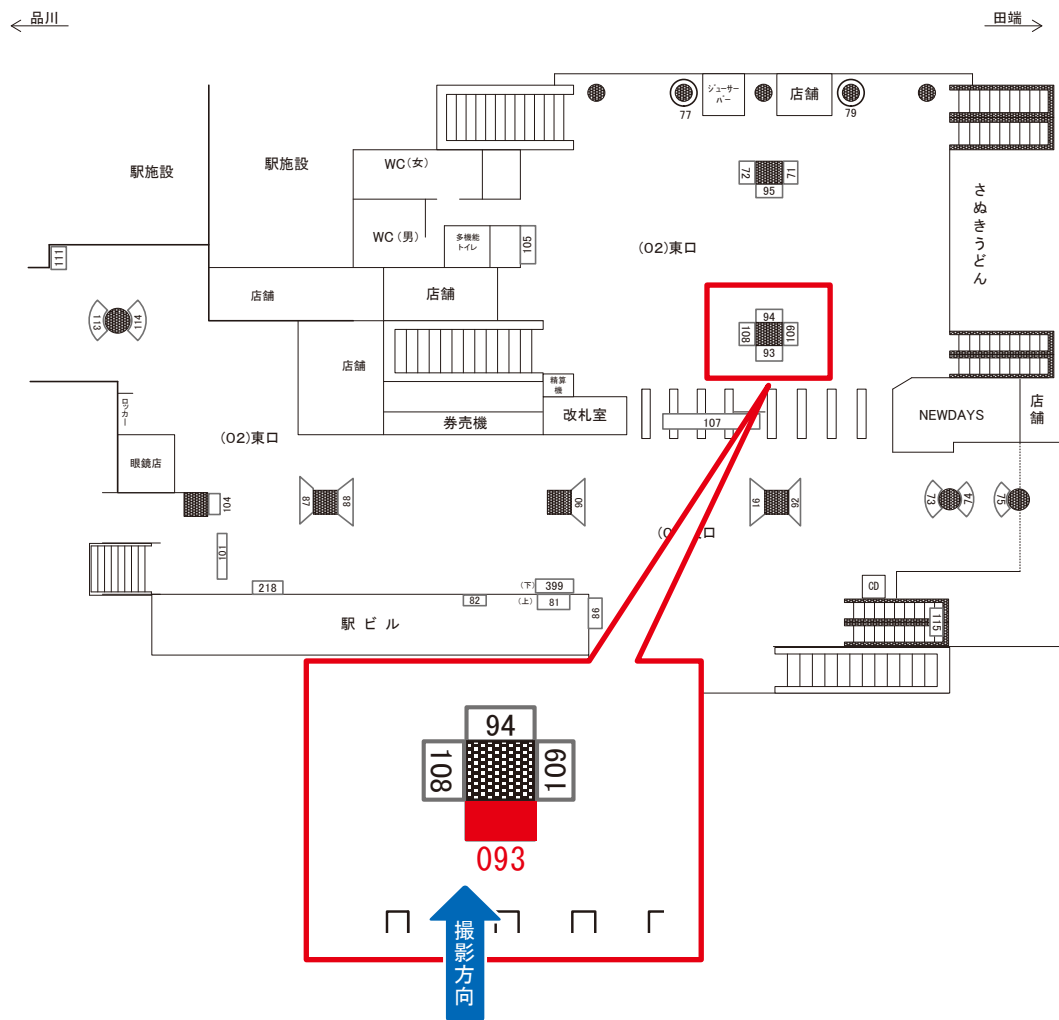 品川
田端
77
ジューサーバー
店舗
79
駅施設
駅施設
WC(女)
72
71
95
さぬきうどん
WC(男)
多機能
トイレ
105
(02)東口
111
店舗
店舗
113
114
94
108
109
93
店舗
精算
機
ロッカー
券売機
改札室
107
NEWDAYS
店舗
(02)東口
眼鏡店
104
87
88
90
91
92
73
74
75
口
101
218
82
(下)
399
(上)
81
86
CD
115
駅ビル
94
108
109
093
撮影方向